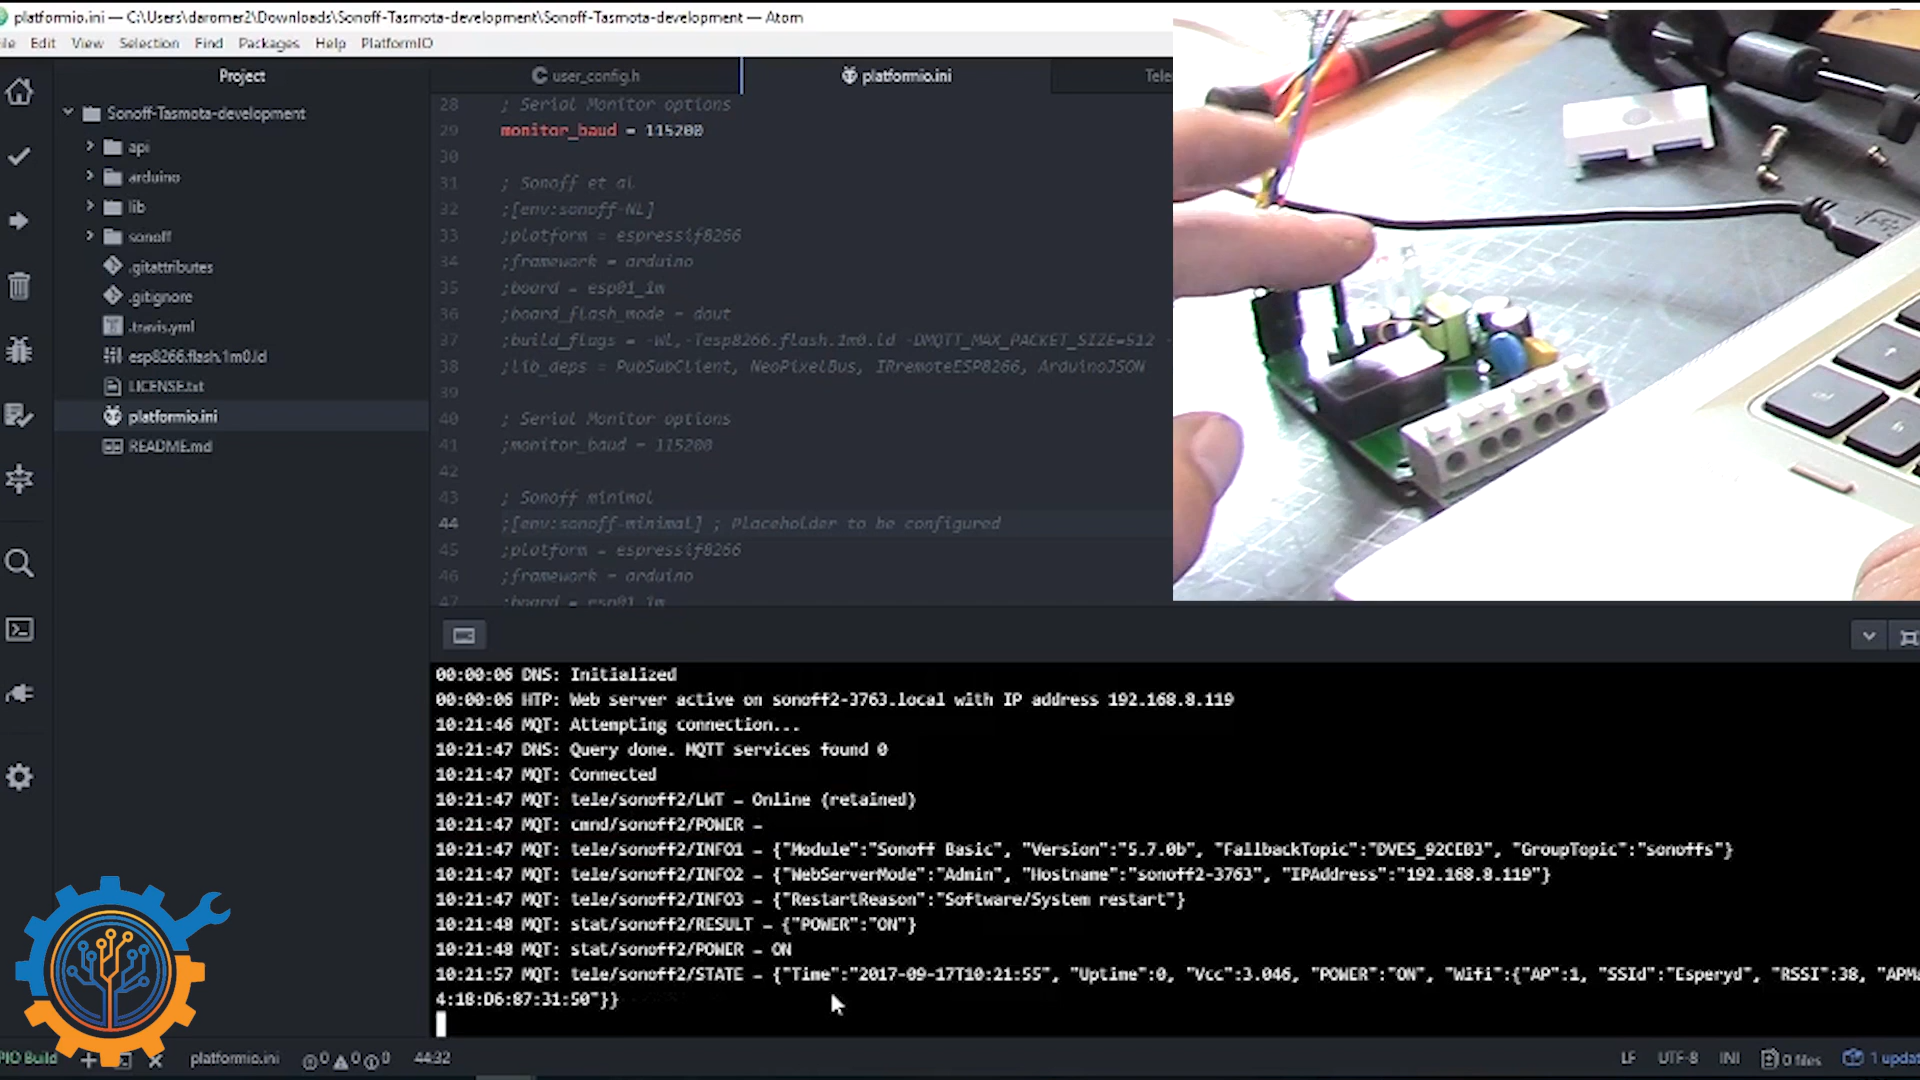 platformio.ini — C:\Users\daromer2\Downloads\Sonoff-Tasmota-development\Sonoff-Tasmota-development — Atom
ile Edit View Selection Find Packages Help PlatformIO
Project
user_config.h
platformio.ini
Tele
Sonoff-Tasmota-development
api
arduino
lib
sonoff
.gitattributes
.gitignore
.travis.yml
esp8266.flash.1m0.ld
LICENSE.txt
platformio.ini
README.md
28 ; Serial Monitor options
29 monitor_baud = 115200
30
31 ; Sonoff et al
32 ;[env:sonoff-NL]
33 ;platform = espressif8266
34 ;framework = arduino
35 ;board = esp01_1m
36 ;board_flash_mode = dout
37 ;build_flags = -Wl,-Tesp8266.flash.1m0.ld -DMQTT_MAX_PACKET_SIZE=512 -
38 ;lib_deps = PubSubClient, NeoPixelBus, IRremoteESP8266, ArduinoJSON
39
40 ; Serial Monitor options
41 ;monitor_baud = 115200
42
43 ; Sonoff minimal
44 ;[env:sonoff-minimal] ; Placeholder to be configured
45 ;platform = espressif8266
46 ;framework = arduino
47 ;board = esp01_1m
00:00:06 DNS: Initialized
00:00:06 HTP: Web server active on sonoff2-3763.local with IP address 192.168.8.119
10:21:46 MQT: Attempting connection...
10:21:47 DNS: Query done. MQTT services found 0
10:21:47 MQT: Connected
10:21:47 MQT: tele/sonoff2/LWT = Online (retained)
10:21:47 MQT: cmnd/sonoff2/POWER =
10:21:47 MQT: tele/sonoff2/INFO1 = {"Module":"Sonoff Basic", "Version":"5.7.0b", "FallbackTopic":"DVES_92CEB3", "GroupTopic":"sonoffs"}
10:21:47 MQT: tele/sonoff2/INFO2 = {"WebServerMode":"Admin", "Hostname":"sonoff2-3763", "IPAddress":"192.168.8.119"}
10:21:47 MQT: tele/sonoff2/INFO3 = {"RestartReason":"Software/System restart"}
10:21:48 MQT: stat/sonoff2/RESULT = {"POWER":"ON"}
10:21:48 MQT: stat/sonoff2/POWER = ON
10:21:57 MQT: tele/sonoff2/STATE = {"Time":"2017-09-17T10:21:55", "Uptime":0, "Vcc":3.046, "POWER":"ON", "Wifi":{"AP":1, "SSId":"Esperyd", "RSSI":38, "APMa
4:18:D6:87:31:50"}}
PIO Build
platformio.ini 0 0 0 44:32
LF UTF-8 INI 0 files 1 updat